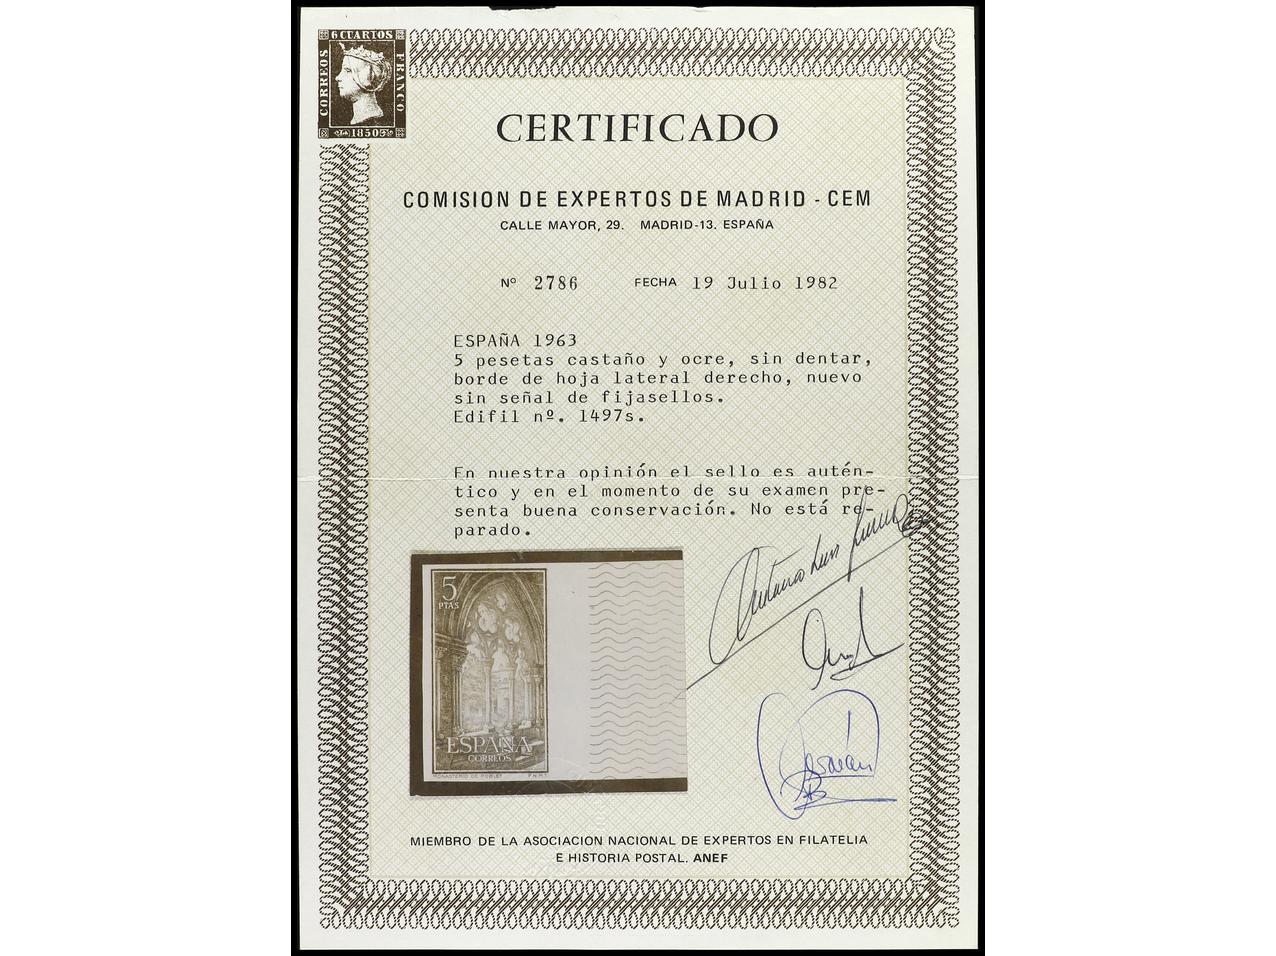 6 CUARTOS
CORREOS
FRANCO
1850
CERTIFICADO
COMISION DE EXPERTOS DE MADRID - CEM
CALLE MAYOR, 29. MADRID-13. ESPAÑA
Nº 2786 FECHA 19 Julio 1982
ESPAÑA 1963
5 pesetas castaño y ocre, sin dentar,
borde de hoja lateral derecho, nuevo
sin señal de fijasellos.
Edifil nº. 1497s.
En nuestra opinión el sello es autén-
tico y en el momento de su examen pre-
senta buena conservación. No está re-
parado.
5
PTAS
ESPAÑA
CORREOS
MONASTERIO DE POBLET F.N.M.T.
MIEMBRO DE LA ASOCIACION NACIONAL DE EXPERTOS EN FILATELIA
E HISTORIA POSTAL. ANEF